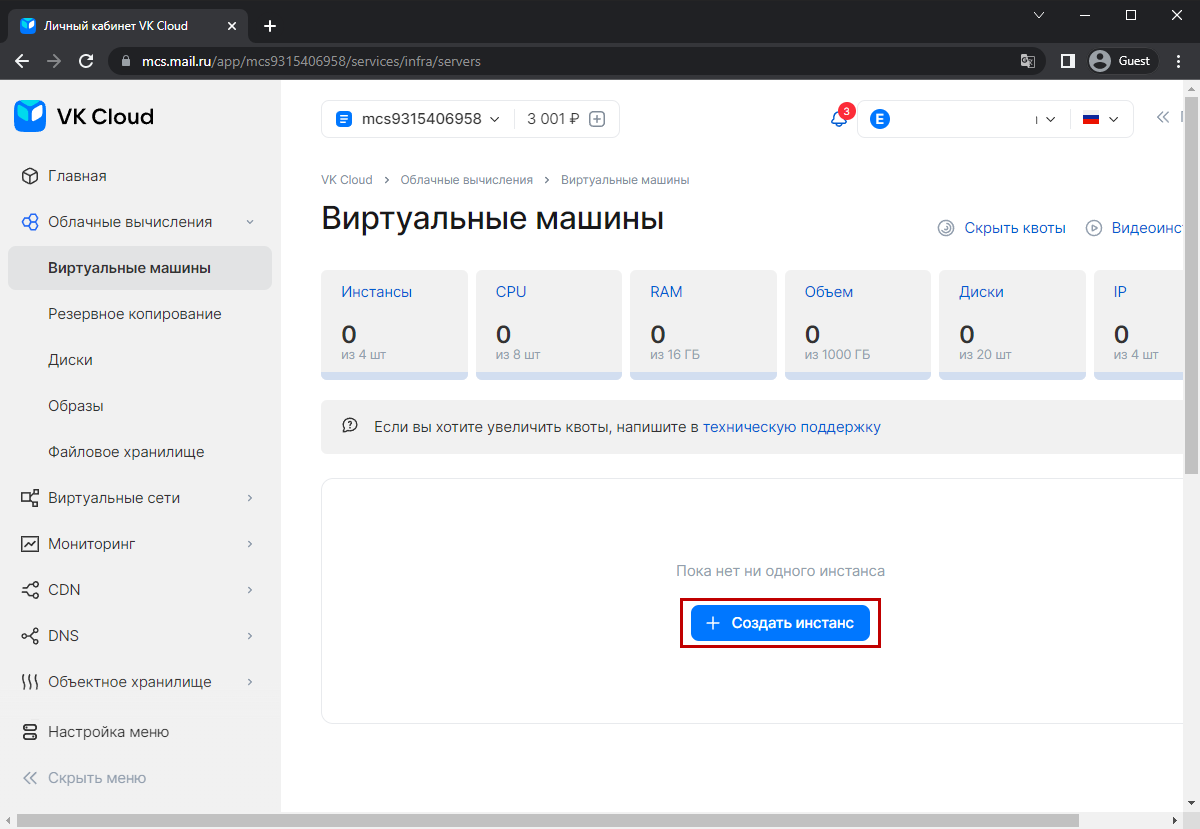 Личный кабинет VK Cloud
mcs.mail.ru/app/mcs9315406958/services/infra/servers
Guest
VK Cloud
mcs9315406958
3 001 ₽
3
E
Главная
Облачные вычисления
Виртуальные машины
Резервное копирование
Диски
Образы
Файловое хранилище
Виртуальные сети
Мониторинг
CDN
DNS
Объектное хранилище
Настройка меню
Скрыть меню
VK Cloud > Облачные вычисления > Виртуальные машины
Виртуальные машины
Скрыть квоты
Видеоинс
Инстансы
0
из 4 шт
CPU
0
из 8 шт
RAM
0
из 16 ГБ
Объем
0
из 1000 ГБ
Диски
0
из 20 шт
IP
0
из 4 шт
Если вы хотите увеличить квоты, напишите в техническую поддержку
Пока нет ни одного инстанса
+ Создать инстанс